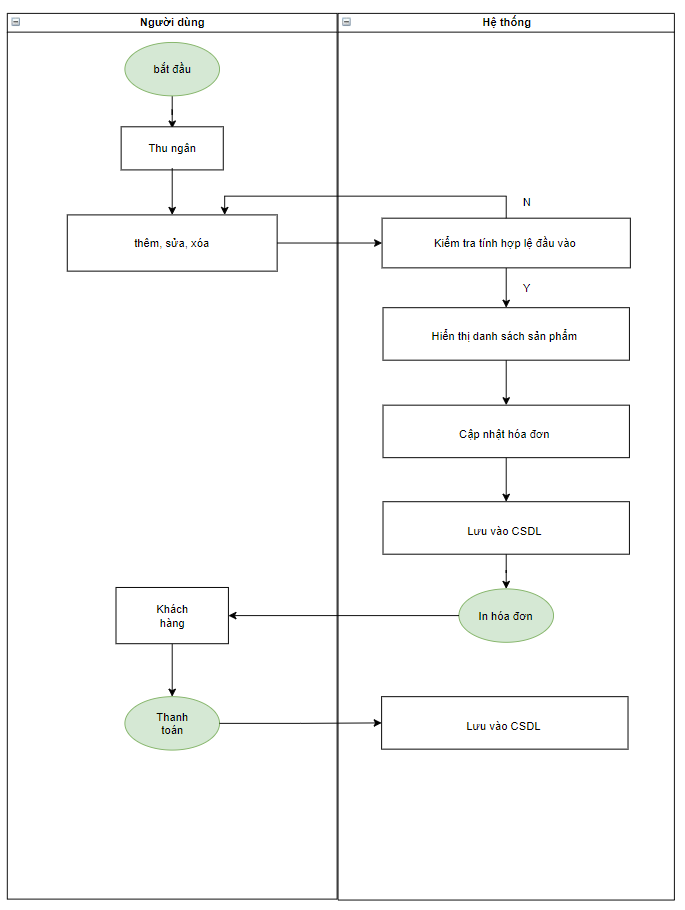 Người dùng
Hệ thống
bắt đầu
Thu ngân
N
thêm, sửa, xóa
Kiểm tra tính hợp lệ đầu vào
Y
Hiển thị danh sách sản phẩm
Cập nhật hóa đơn
Lưu vào CSDL
Khách
hàng
In hóa đơn
Thanh
toán
Lưu vào CSDL